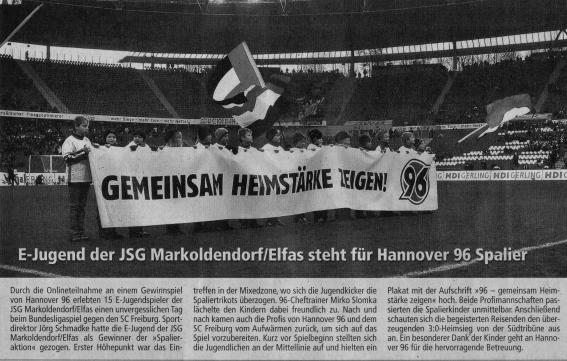 mehr Sieg • mehr davon • mehr
GEMEINSAM HEIMSTÄRKE ZEIGEN! 96
HDI GERLING HDI
E-Jugend der JSG Markoldendorf/Elfas steht für Hannover 96 Spalier
Durch die Onlineteilnahme an einem Gewinnspiel
von Hannover 96 erlebten 15 E-Jugendspieler der
JSG Markoldendorf/Elfas einen unvergesslichen Tag
beim Bundesligaspiel gegen den SC Freiburg. Sport-
direktor Jörg Schmadke hatte die E-Jugend der JSG
Markoldendorf/Elfas als Gewinner der »Spalier-
aktion« gezogen. Erster Höhepunkt war das Ein-
treffen in der Mixedzone, wo sich die Jugendkicker die
Spaliertrikots überzogen. 96-Cheftrainer Mirko Slomka
lächelte den Kindern dabei freundlich zu. Nach und
nach kamen auch die Profis von Hannover 96 und dem
SC Freiburg vom Aufwärmen zurück, um sich auf das
Spiel vorzubereiten. Kurz vor Spielbeginn stellten sich
die Jugendlichen an der Mittellinie auf und hielten ein
Plakat mit der Aufschrift »96 – gemeinsam Heim-
stärke zeigen« hoch. Beide Profimannschaften pas-
sierten die Spalierkinder unmittelbar. Anschließend
schauten sich die begeisterten Reisenden den über-
zeugenden 3:0-Heimsieg von der Südtribüne aus
an. Ein besonderer Dank der Kinder geht an Hanno-
ver 96 für die hervorragende Betreuung.